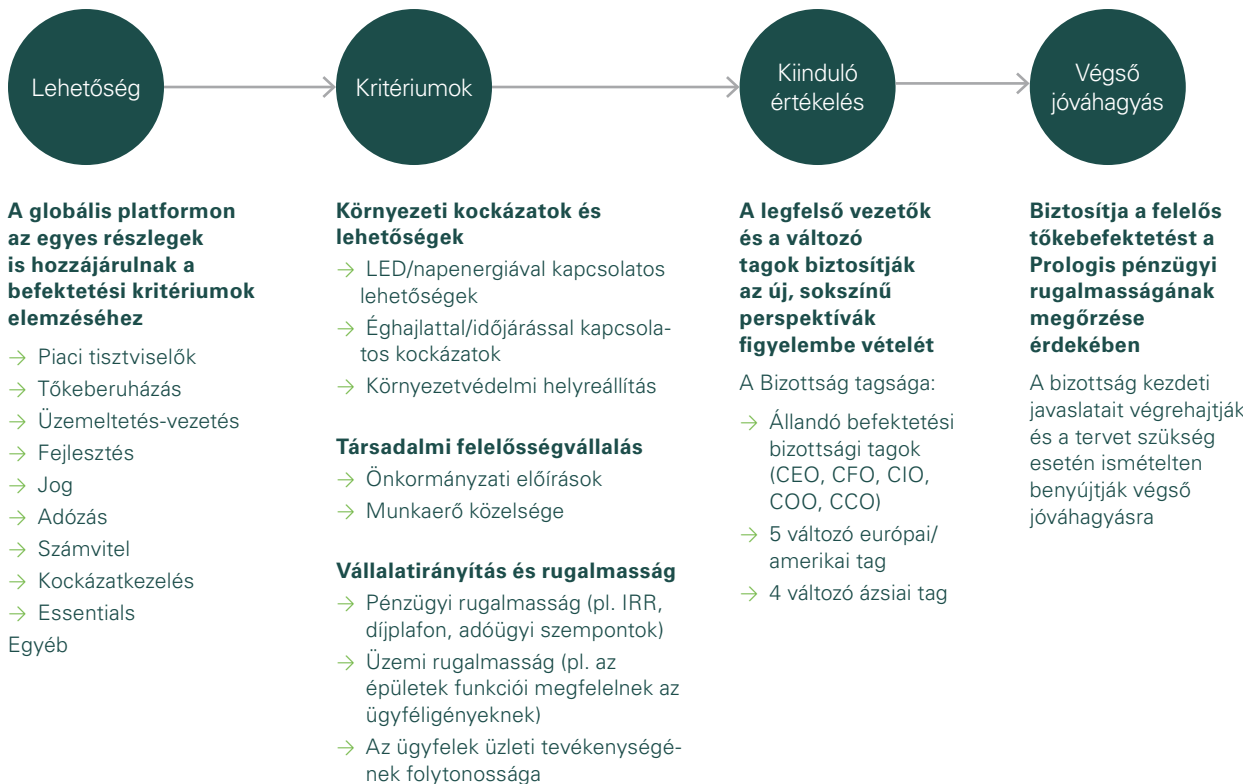 Lehetőség
Kritériumok
Kiinduló
értékelés
Végső
jóváhagyás
A globális platformon
az egyes részlegek
is hozzájárulnak a
befektetési kritériumok
elemzéséhez
→ Piaci tisztviselők
→ Tőkeberuházás
→ Üzemeltetés-vezetés
→ Fejlesztés
→ Jog
→ Adózás
→ Számvitel
→ Kockázatkezelés
→ Essentials
Egyéb
Környezeti kockázatok és
lehetőségek
→ LED/napenergiával kapcsolatos
lehetőségek
→ Éghajlattal/időjárással kapcsola-
tos kockázatok
→ Környezetvédelmi helyreállítás
Társadalmi felelősségvállalás
→ Önkormányzati előírások
→ Munkaerő közelsége
Vállalatirányítás és rugalmasság
→ Pénzügyi rugalmasság (pl. IRR,
díjplafon, adóügyi szempontok)
→ Üzemi rugalmasság (pl. az
épületek funkciói megfelelnek az
ügyféligényeknek)
→ Az ügyfelek üzleti tevékenységé-
nek folytonossága
A legfelső vezetők
és a változó
tagok biztosítják
az új, sokszínű
perspektívák
figyelembe vételét
A Bizottság tagsága:
→ Állandó befektetési
bizottsági tagok
(CEO, CFO, CIO,
COO, CCO)
→ 5 változó európai/
amerikai tag
→ 4 változó ázsiai tag
Biztosítja a felelős
tőkebefektetést a
Prologis pénzügyi
rugalmasságának
megőrzése
érdekében
A bizottság kezdeti
javaslatait végrehajtják
és a tervet szükség
esetén ismételten
benyújtják végső
jóváhagyásra